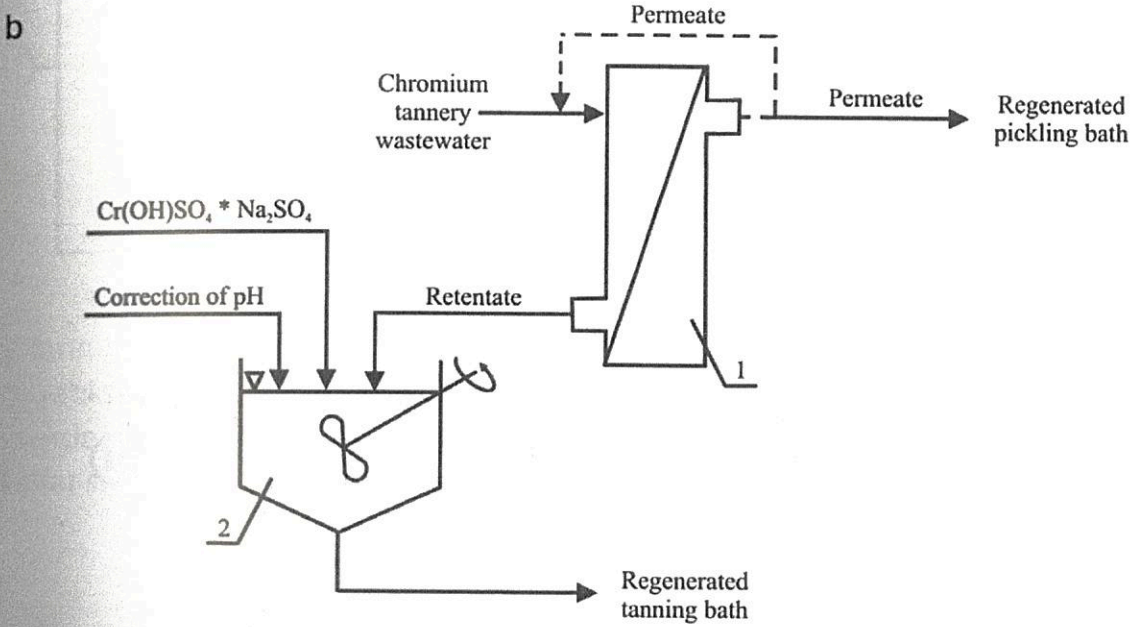 b
Permeate
Chromium
tannery
wastewater
Permeate
Regenerated
pickling bath
Cr(OH)SO₄ * Na₂SO₄
Correction of pH
Retentate
1
2
Regenerated
tanning bath